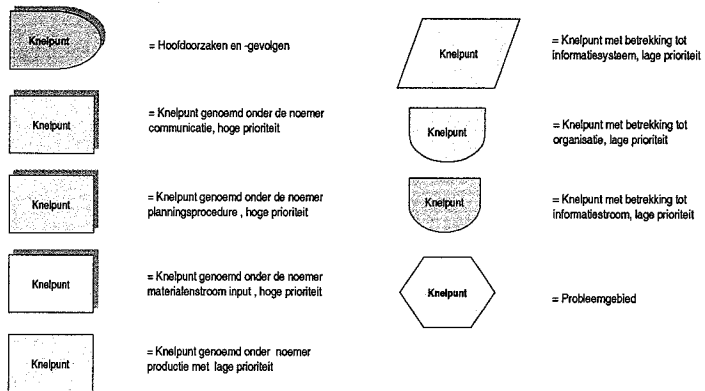 Knelpunt
= Hoofdoorzaken en -gevolgen
Knelpunt
= Knelpunt genoemd onder de noemer
communicatie, hoge prioriteit
Knelpunt
= Knelpunt genoemd onder de noemer
planningsprocedure , hoge prioriteit
Knelpunt
= Knelpunt genoemd onder de noemer
materialenstroom input , hoge prioriteit
Knelpunt
= Knelpunt genoemd onder noemer
productie met lage prioriteit
Knelpunt
= Knelpunt met betrekking tot
informatiesysteem, lage prioriteit
Knelpunt
= Knelpunt met betrekking tot
organisatie, lage prioriteit
Knelpunt
= Knelpunt met betrekking tot
informatiestroom, lage prioriteit
Knelpunt
= Probleemgebied